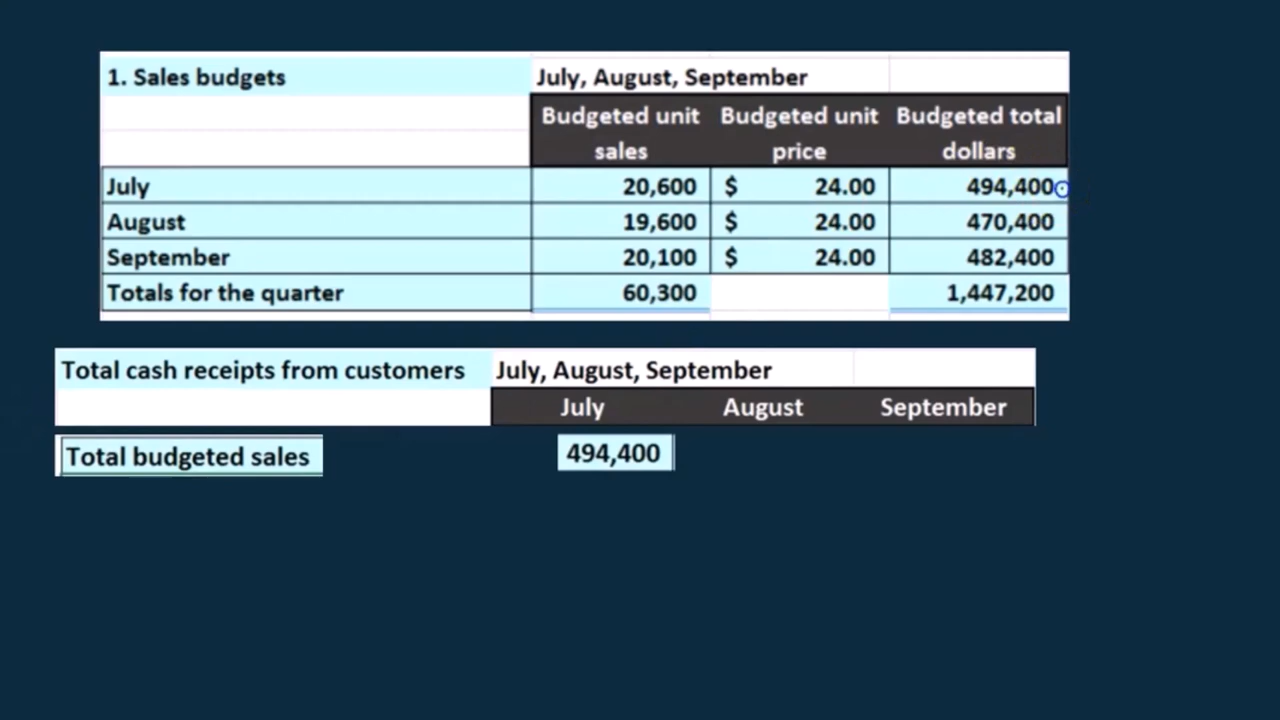 1. Sales budgets July, August, September
Budgeted unit sales Budgeted unit price Budgeted total dollars
July 20,600 $ 24.00 494,400
August 19,600 $ 24.00 470,400
September 20,100 $ 24.00 482,400
Totals for the quarter 60,300 1,447,200
Total cash receipts from customers July, August, September
July August September
Total budgeted sales 494,400